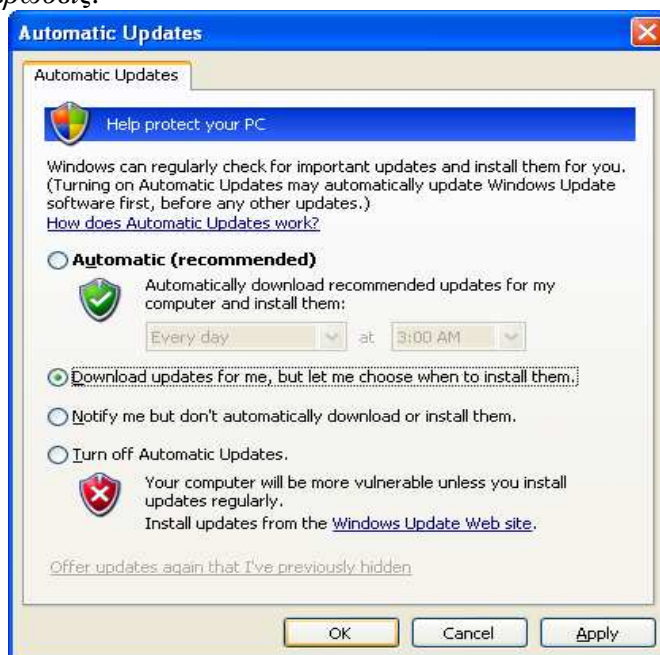 Automatic Updates
Automatic Updates
Help protect your PC
Windows can regularly check for important updates and install them for you.
(Turning on Automatic Updates may automatically update Windows Update
software first, before any other updates.)
How does Automatic Updates work?
Automatic (recommended)
Automatically download recommended updates for my
computer and install them:
Every day at 3:00 AM
Download updates for me, but let me choose when to install them.
Notify me but don't automatically download or install them.
Turn off Automatic Updates.
Your computer will be more vulnerable unless you install
updates regularly.
Install updates from the Windows Update Web site.
Offer updates again that I've previously hidden
OK Cancel Apply